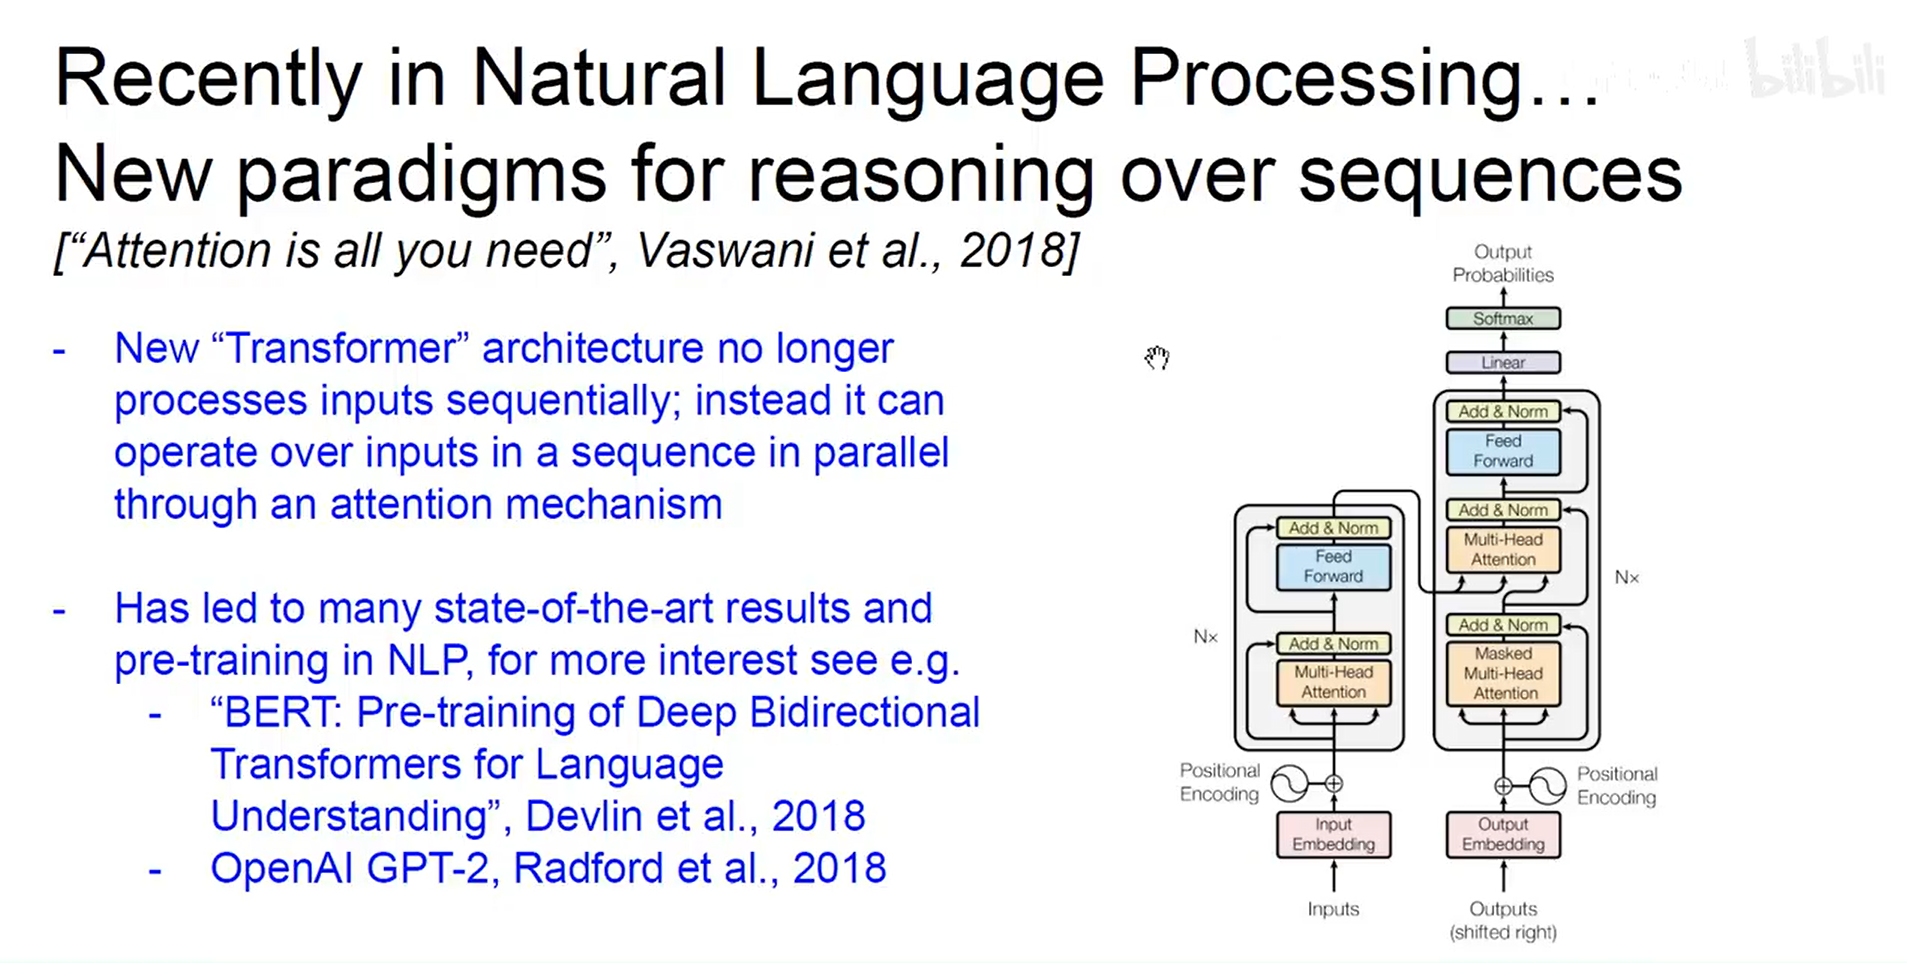 Recently in Natural Language Processing…
bilibili
New paradigms for reasoning over sequences
[“Attention is all you need”, Vaswani et al., 2018]
- New “Transformer” architecture no longer
processes inputs sequentially; instead it can
operate over inputs in a sequence in parallel
through an attention mechanism
- Has led to many state-of-the-art results and
pre-training in NLP, for more interest see e.g.
- “BERT: Pre-training of Deep Bidirectional
Transformers for Language
Understanding”, Devlin et al., 2018
- OpenAI GPT-2, Radford et al., 2018
Output
Probabilities
Softmax
Linear
Add & Norm
Feed
Forward
Add & Norm
Multi-Head
Attention
Nx
Add & Norm
Masked
Multi-Head
Attention
Add & Norm
Feed
Forward
Nx
Add & Norm
Multi-Head
Attention
Positional
Encoding
Positional
Encoding
Input
Embedding
Output
Embedding
Inputs
Outputs
(shifted right)